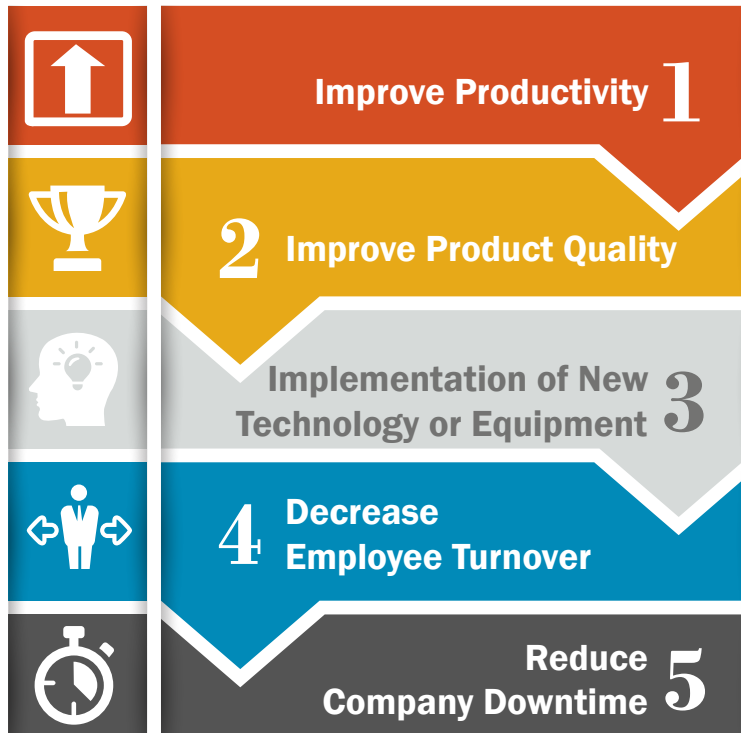 Improve Productivity 1
2 Improve Product Quality
Implementation of New
Technology or Equipment 3
4 Decrease
Employee Turnover
Reduce
Company Downtime 5